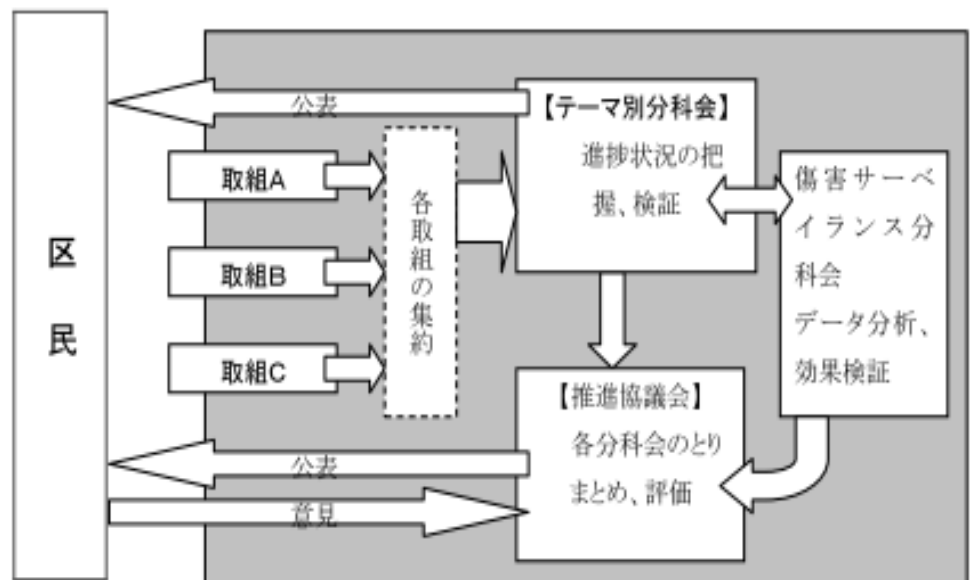 区民
公表
取組A
取組B
取組C
各取組の集約
【テーマ別分科会】
進捗状況の把
握、検証
傷害サーベ
イランス分
科会
データ分析、
効果検証
【推進協議会】
各分科会のとり
まとめ、評価
公表
意見